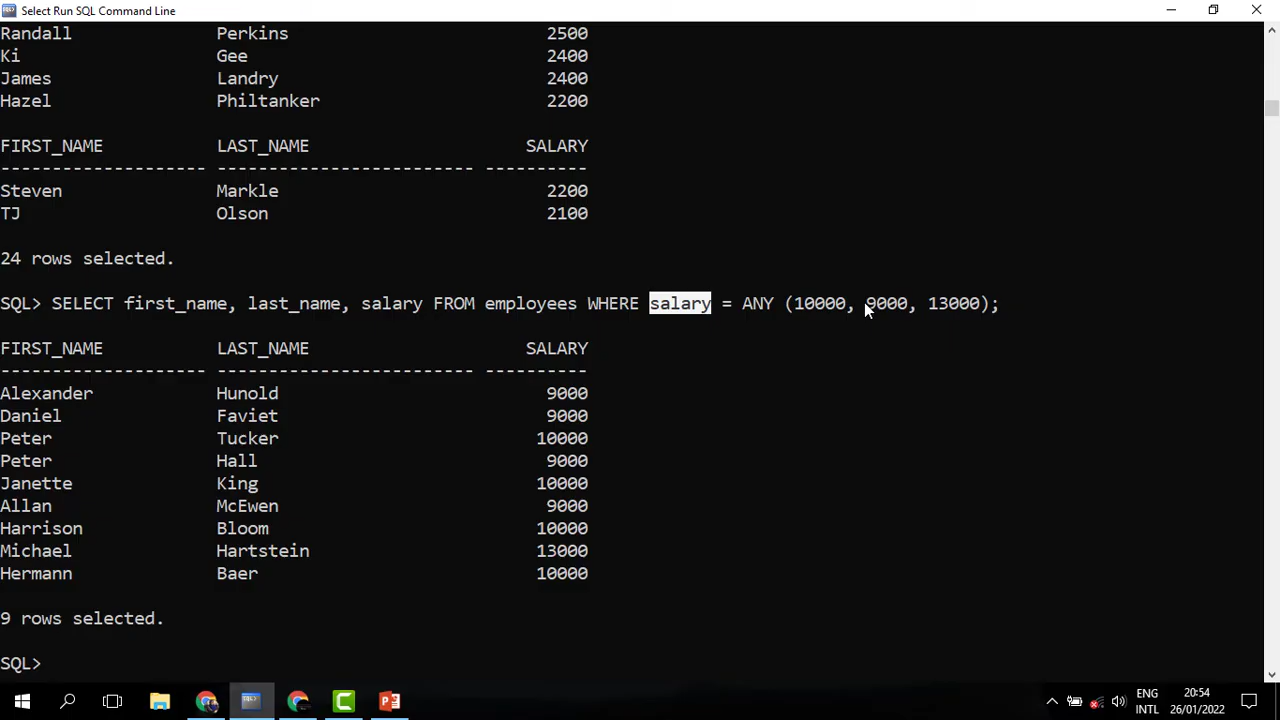 Select Run SQL Command Line
Randall Perkins 2500
Ki Gee 2400
James Landry 2400
Hazel Philtanker 2200
FIRST_NAME LAST_NAME SALARY
-------------------- ------------------------- ----------
Steven Markle 2200
TJ Olson 2100
24 rows selected.
SQL> SELECT first_name, last_name, salary FROM employees WHERE salary = ANY (10000, 9000, 13000);
FIRST_NAME LAST_NAME SALARY
-------------------- ------------------------- ----------
Alexander Hunold 9000
Daniel Faviet 9000
Peter Tucker 10000
Peter Hall 9000
Janette King 10000
Allan McEwen 9000
Harrison Bloom 10000
Michael Hartstein 13000
Hermann Baer 10000
9 rows selected.
SQL>
ENG 20:54
INTL 26/01/2022